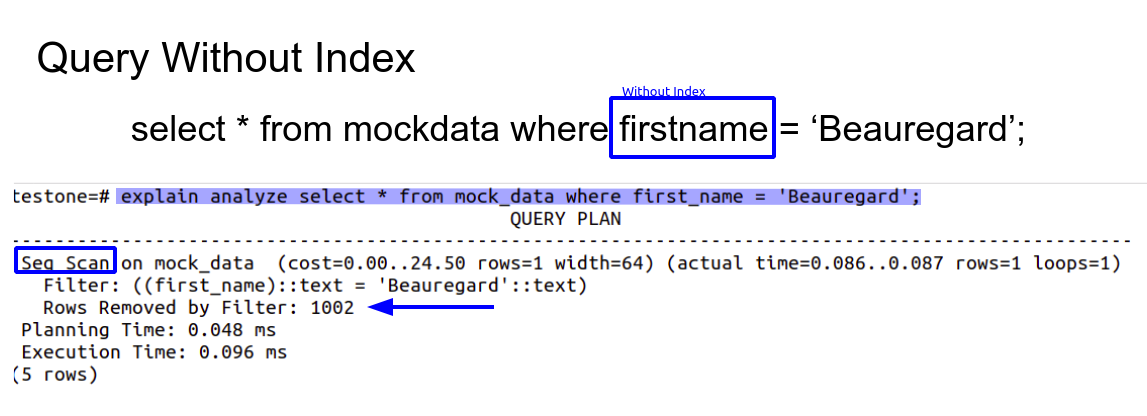 Query Without Index
Without Index
select * from mockdata where firstname = ‘Beauregard’;
testone=# explain analyze select * from mock_data where first_name = 'Beauregard';
QUERY PLAN
-------------------------------------------------------------------------------------------------------
Seq Scan on mock_data  (cost=0.00..24.50 rows=1 width=64) (actual time=0.086..0.087 rows=1 loops=1)
Filter: ((first_name)::text = 'Beauregard'::text)
Rows Removed by Filter: 1002
Planning Time: 0.048 ms
Execution Time: 0.096 ms
(5 rows)